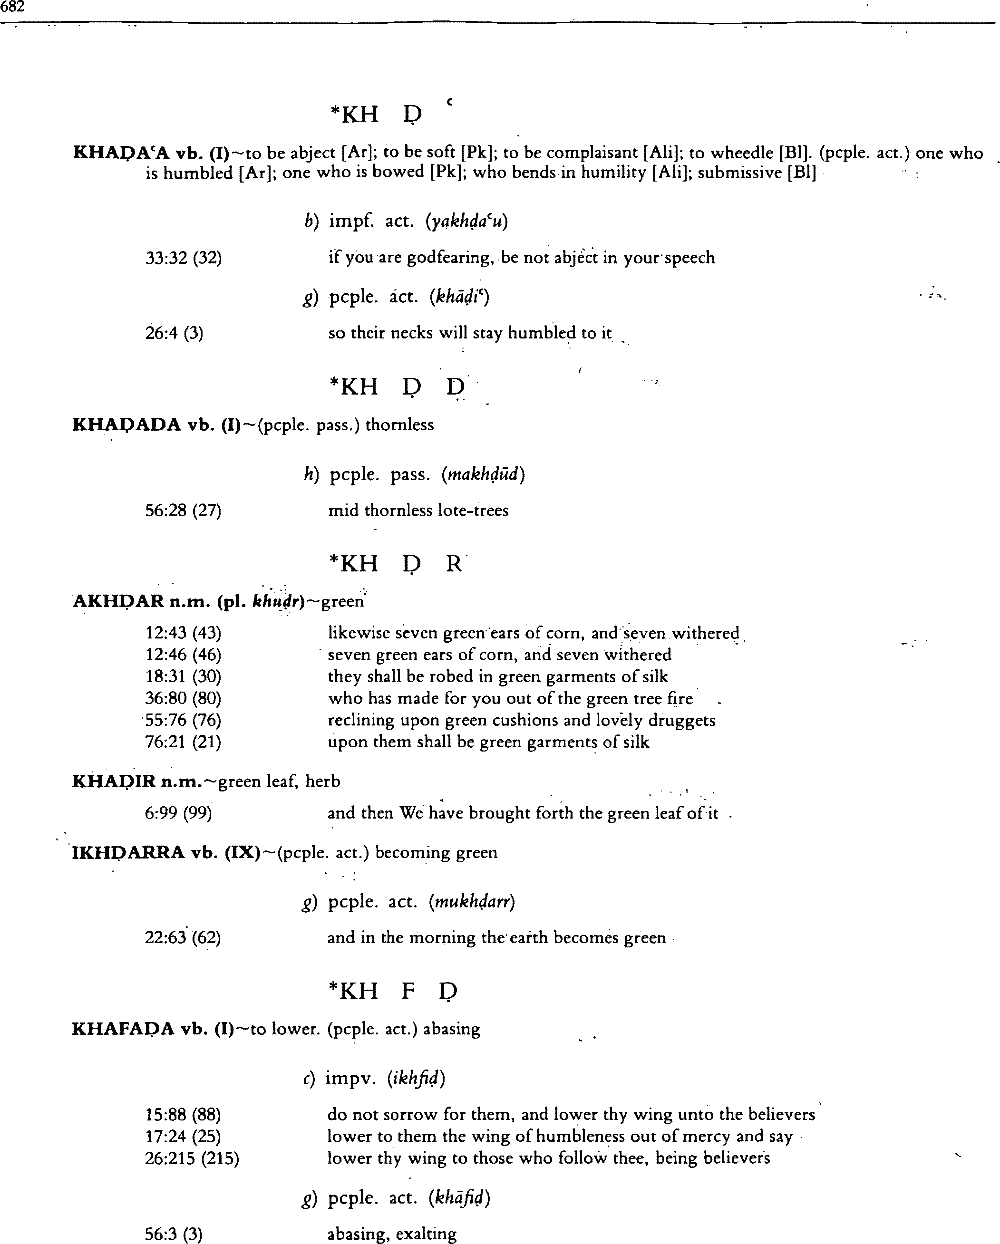 682
*KH Ḍ ʿ
KHAḌAʿA vb. (I)~to be abject [Ar]; to be soft [Pk]; to be complaisant [Ali]; to wheedle [Bl]. (pcple. act.) one who
is humbled [Ar]; one who is bowed [Pk]; who bends in humility [Ali]; submissive [Bl]
b) impf. act. (yakhḍaʿu)
33:32 (32) if you are godfearing, be not abject in your speech
g) pcple. act. (khāḍiʿ)
26:4 (3) so their necks will stay humbled to it
*KH Ḍ D
KHAḌADA vb. (I)~(pcple. pass.) thornless
h) pcple. pass. (makhḍūd)
56:28 (27) mid thornless lote-trees
*KH Ḍ R
AKHḌAR n.m. (pl. khuḍr)~green
12:43 (43) likewise seven green ears of corn, and seven withered
12:46 (46) seven green ears of corn, and seven withered
18:31 (30) they shall be robed in green garments of silk
36:80 (80) who has made for you out of the green tree fire
55:76 (76) reclining upon green cushions and lovely druggets
76:21 (21) upon them shall be green garments of silk
KHAḌIR n.m.~green leaf, herb
6:99 (99) and then We have brought forth the green leaf of it
IKHḌARRA vb. (IX)~(pcple. act.) becoming green
g) pcple. act. (mukhḍarr)
22:63 (62) and in the morning the earth becomes green
*KH F Ḍ
KHAFAḌA vb. (I)~to lower. (pcple. act.) abasing
c) impv. (ikhfiḍ)
15:88 (88) do not sorrow for them, and lower thy wing unto the believers
17:24 (25) lower to them the wing of humbleness out of mercy and say
26:215 (215) lower thy wing to those who follow thee, being believers
g) pcple. act. (khāfiḍ)
56:3 (3) abasing, exalting